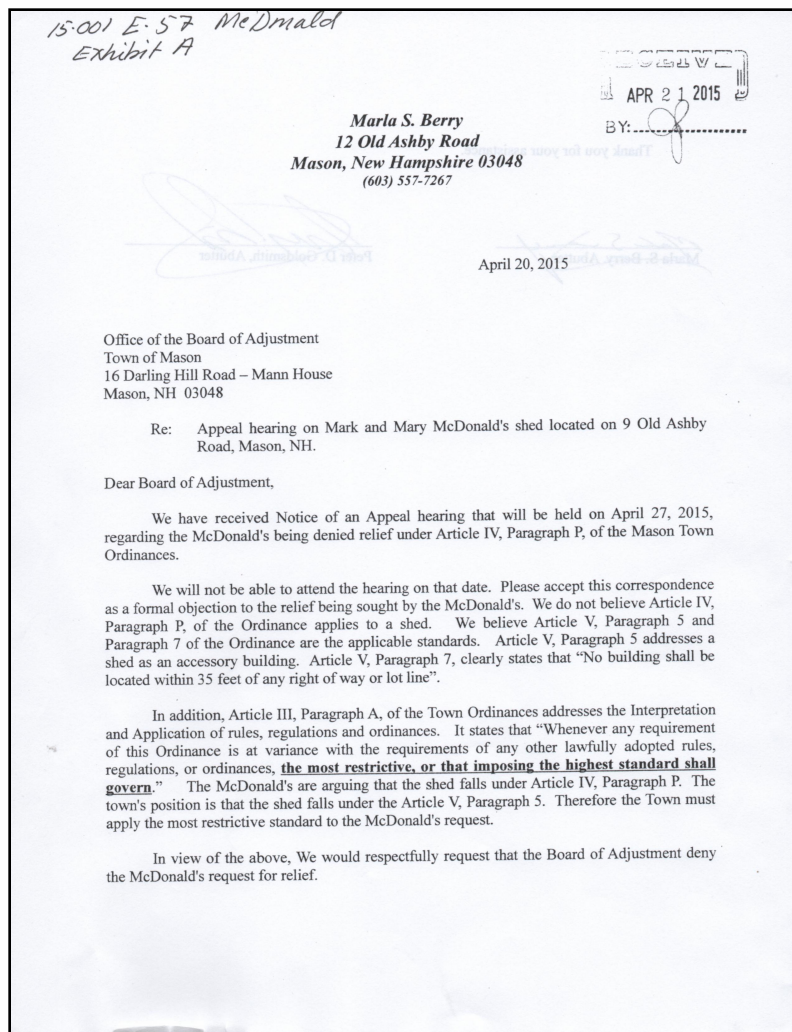 15-001 E-57 McDonald
Exhibit A
RECEIVED
APR 21 2015
BY:
Marla S. Berry
12 Old Ashby Road
Mason, New Hampshire 03048
(603) 557-7267
Thank you for your assistance.
Marla S. Berry, Abutter
Peter D. Goldsmith, Abutter
April 20, 2015
Office of the Board of Adjustment
Town of Mason
16 Darling Hill Road – Mann House
Mason, NH 03048
Re: Appeal hearing on Mark and Mary McDonald's shed located on 9 Old Ashby
Road, Mason, NH.
Dear Board of Adjustment,
We have received Notice of an Appeal hearing that will be held on April 27, 2015,
regarding the McDonald's being denied relief under Article IV, Paragraph P, of the Mason Town
Ordinances.
We will not be able to attend the hearing on that date. Please accept this correspondence
as a formal objection to the relief being sought by the McDonald's. We do not believe Article IV,
Paragraph P, of the Ordinance applies to a shed. We believe Article V, Paragraph 5 and
Paragraph 7 of the Ordinance are the applicable standards. Article V, Paragraph 5 addresses a
shed as an accessory building. Article V, Paragraph 7, clearly states that “No building shall be
located within 35 feet of any right of way or lot line”.
In addition, Article III, Paragraph A, of the Town Ordinances addresses the Interpretation
and Application of rules, regulations and ordinances. It states that “Whenever any requirement
of this Ordinance is at variance with the requirements of any other lawfully adopted rules,
regulations, or ordinances, the most restrictive, or that imposing the highest standard shall
govern.” The McDonald's are arguing that the shed falls under Article IV, Paragraph P. The
town's position is that the shed falls under the Article V, Paragraph 5. Therefore the Town must
apply the most restrictive standard to the McDonald's request.
In view of the above, We would respectfully request that the Board of Adjustment deny
the McDonald's request for relief.